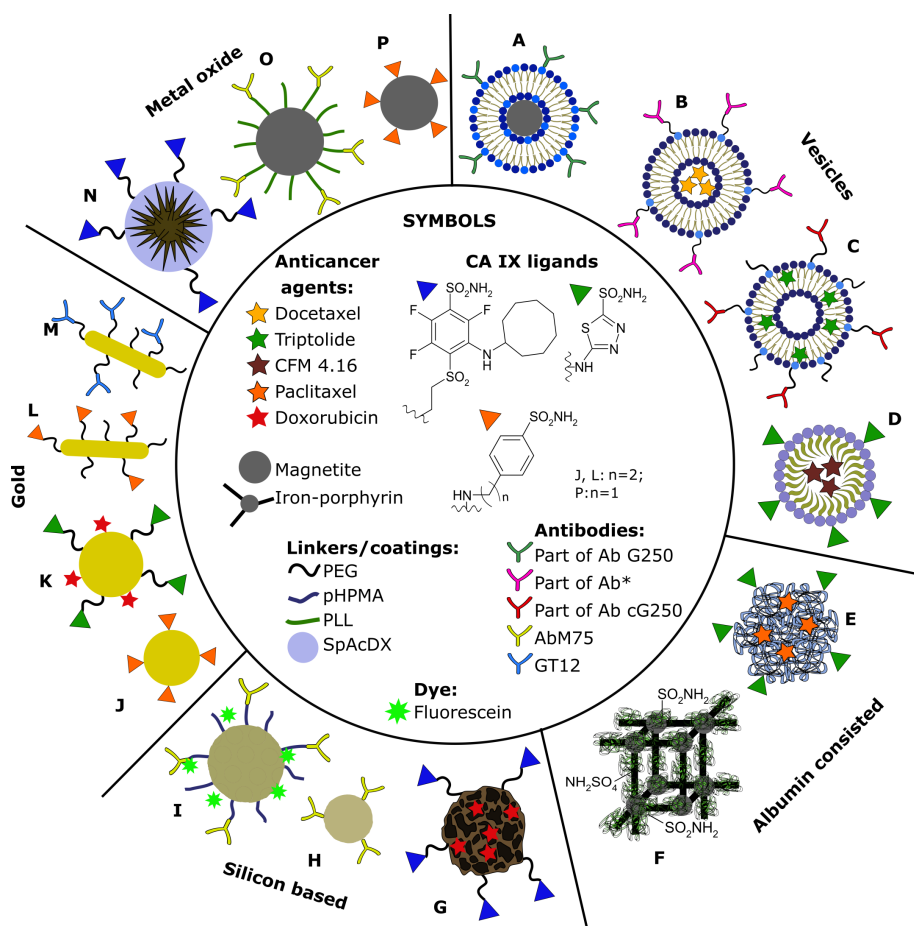 Metal oxide
O
P
A
B
Vesicles
N
C
SYMBOLS
Anticancer
agents:
Docetaxel
Triptolide
CFM 4.16
Paclitaxel
Doxorubicin
CA IX ligands
SO₂NH₂
F
F
F
NH
SO₂
SO₂NH₂
S
N
N
NH
SO₂NH₂
HN
n
J, L: n=2;
P:n=1
M
L
D
Gold
Magnetite
Iron-porphyrin
Linkers/coatings:
PEG
pHPMA
PLL
SpAcDX
Antibodies:
Part of Ab G250
Part of Ab*
Part of Ab cG250
AbM75
GT12
K
E
J
Dye:
Fluorescein
SO₂NH₂
NH₂SO₄
SO₂NH₂
F
Albumin consisted
I
H
G
Silicon based